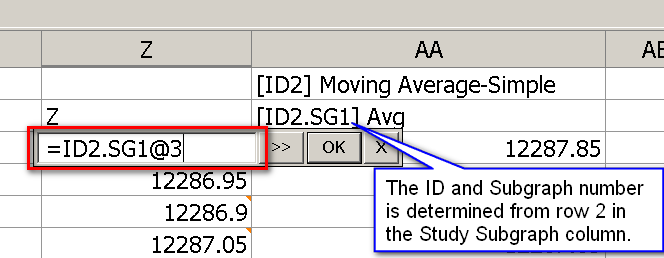 Z AA AB
[ID2] Moving Average-Simple
Z [ID2.SG1] Avg
=ID2.SG1@3 >> OK X 12287.85
12286.95
12286.9
12287.05
The ID and Subgraph number
is determined from row 2 in
the Study Subgraph column.